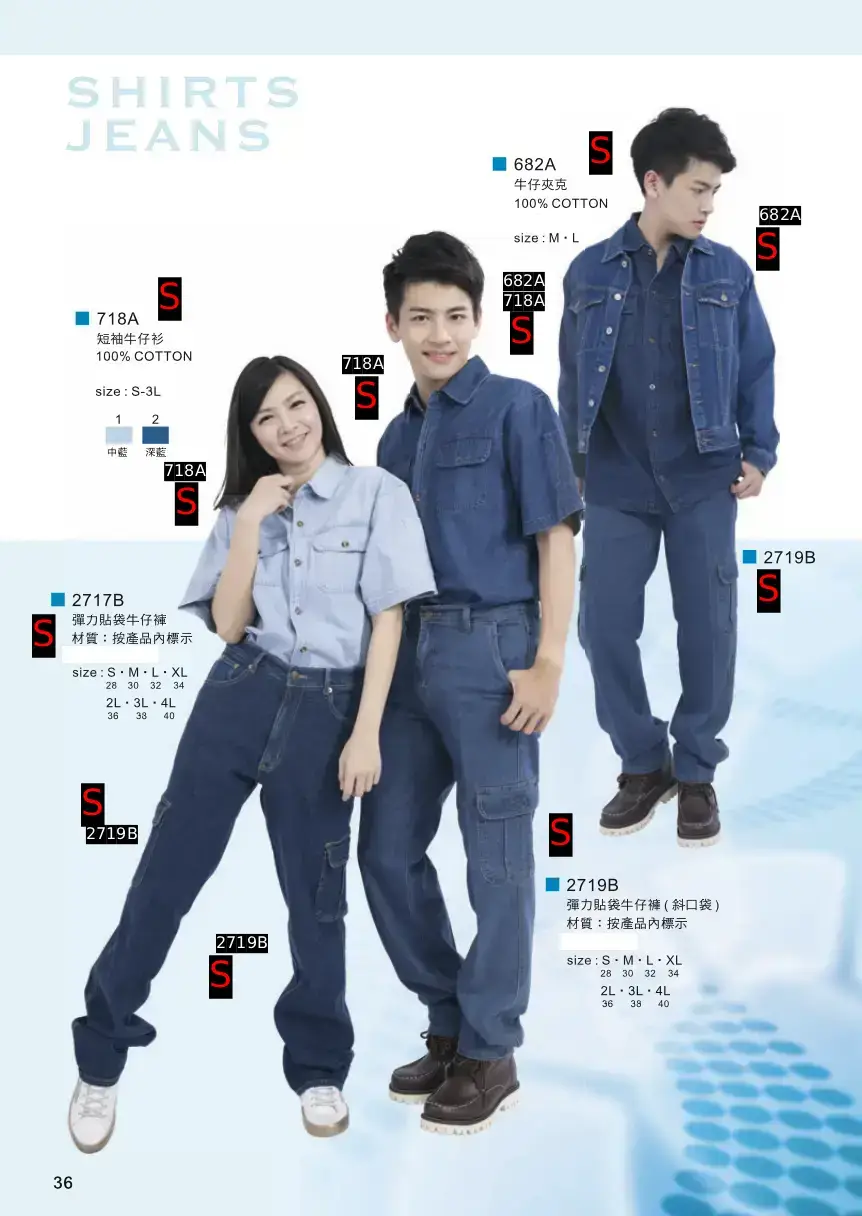 SHIRTS
JEANS
S
682A
牛仔夾克
100% COTTON
size : M・L
682A
S
682A
718A
S
S
718A
短袖牛仔衫
100% COTTON
size : S-3L
1 2
中藍 深藍
718A
S
718A
S
2719B
S
2717B
S
彈力貼袋牛仔褲
材質：按產品內標示
size : S・M・L・XL
28 30 32 34
2L・3L・4L
36 38 40
S
2719B
2719B
S
S
2719B
彈力貼袋牛仔褲 ( 斜口袋 )
材質：按產品內標示
size : S・M・L・XL
28 30 32 34
2L・3L・4L
36 38 40
36